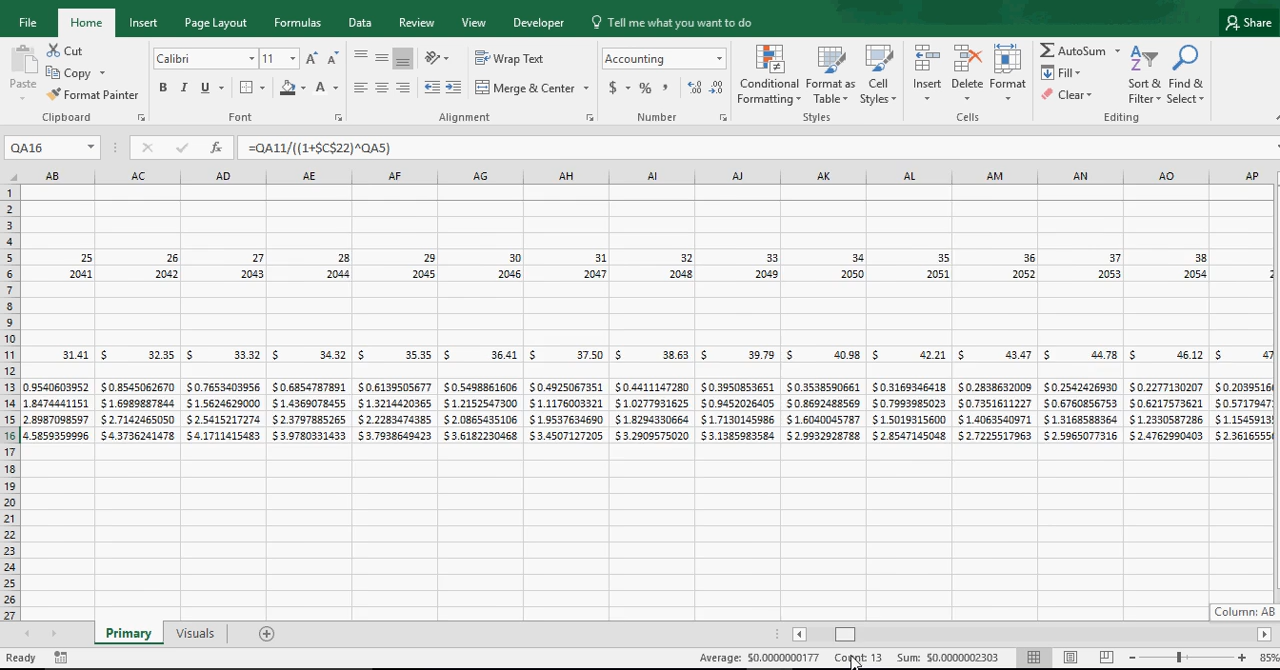 File Home Insert Page Layout Formulas Data Review View Developer Tell me what you want to do Share
Cut
Copy
Format Painter
Paste
Clipboard
Calibri 11
B I U
Font
Wrap Text
Merge & Center
Alignment
Accounting
$ % ,
Number
Conditional Formatting
Format as Table
Cell Styles
Styles
Insert Delete Format
Cells
AutoSum
Fill
Clear
Sort & Filter
Find & Select
Editing
QA16 fx =QA11/((1+$C$22)^QA5)
AB AC AD AE AF AG AH AI AJ AK AL AM AN AO AP
1
2
3
4
5 25 26 27 28 29 30 31 32 33 34 35 36 37 38
6 2041 2042 2043 2044 2045 2046 2047 2048 2049 2050 2051 2052 2053 2054 2
7
8
9
10
11 31.41 $ 32.35 $ 33.32 $ 34.32 $ 35.35 $ 36.41 $ 37.50 $ 38.63 $ 39.79 $ 40.98 $ 42.21 $ 43.47 $ 44.78 $ 46.12 $ 47
12
13 0.9540603952 $ 0.8545062670 $ 0.7653403956 $ 0.6854787891 $ 0.6139505677 $ 0.5498861606 $ 0.4925067351 $ 0.4411147280 $ 0.3950853651 $ 0.3538590661 $ 0.3169346418 $ 0.2838632009 $ 0.2542426930 $ 0.2277130207 $ 0.2039516
14 1.8474441151 $ 1.6989887844 $ 1.5624629000 $ 1.4369078455 $ 1.3214420365 $ 1.2152547300 $ 1.1176003321 $ 1.0277931625 $ 0.9452026405 $ 0.8692488569 $ 0.7993985023 $ 0.7351611227 $ 0.6760856752 $ 0.6217573621 $ 0.5717947
15 2.8987098597 $ 2.7142465050 $ 2.5415217274 $ 2.3797885265 $ 2.2283474385 $ 2.0865435106 $ 1.9537634690 $ 1.8294330664 $ 1.7130145986 $ 1.6040045787 $ 1.5019315600 $ 1.4063540971 $ 1.3168588364 $ 1.2330587286 $ 1.1545913
16 4.5859359996 $ 4.3736241478 $ 4.1711415483 $ 3.9780331433 $ 3.7938649423 $ 3.6182230468 $ 3.4507127205 $ 3.2909575020 $ 3.1385983584 $ 2.9932928788 $ 2.8547145048 $ 2.7225517963 $ 2.5965077316 $ 2.4762990403 $ 2.3616555
17
18
19
20
21
22
23
24
25
26
27
Column: AB
Primary Visuals
Ready Average: $0.0000000177 Count: 13 Sum: $0.0000002303 85%